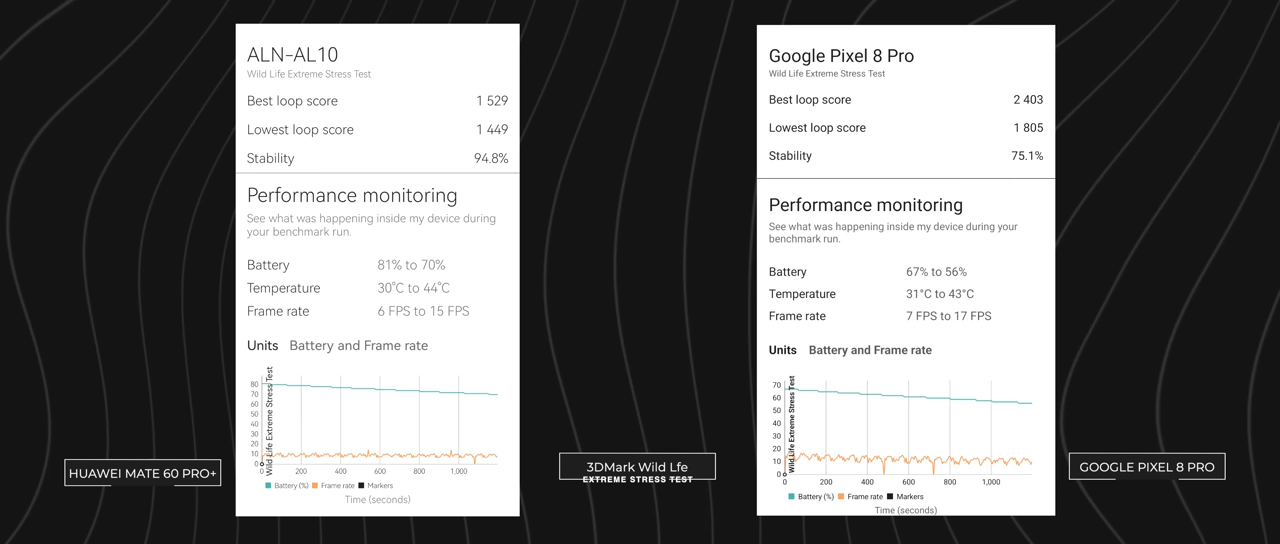 ALN-AL10
Wild Life Extreme Stress Test
Best loop score 1 529
Lowest loop score 1 449
Stability 94.8%
Performance monitoring
See what was happening inside my device during
your benchmark run.
Battery 81% to 70%
Temperature 30°C to 44°C
Frame rate 6 FPS to 15 FPS
Units Battery and Frame rate
Wild Life Extreme Stress Test
80
70
60
50
40
30
20
10
0
0 200 400 600 800 1,000
Battery (%) Frame rate Markers
Time (seconds)
HUAWEI MATE 60 PRO+
3DMark Wild Lfe
EXTREME STRESS TEST
Google Pixel 8 Pro
Wild Life Extreme Stress Test
Best loop score 2 403
Lowest loop score 1 805
Stability 75.1%
Performance monitoring
See what was happening inside my device during your
benchmark run.
Battery 67% to 56%
Temperature 31°C to 43°C
Frame rate 7 FPS to 17 FPS
Units Battery and Frame rate
Wild Life Extreme Stress Test
70
60
50
40
30
20
10
0
0 200 400 600 800 1,000
Battery (%) Frame rate Markers
Time (seconds)
GOOGLE PIXEL 8 PRO